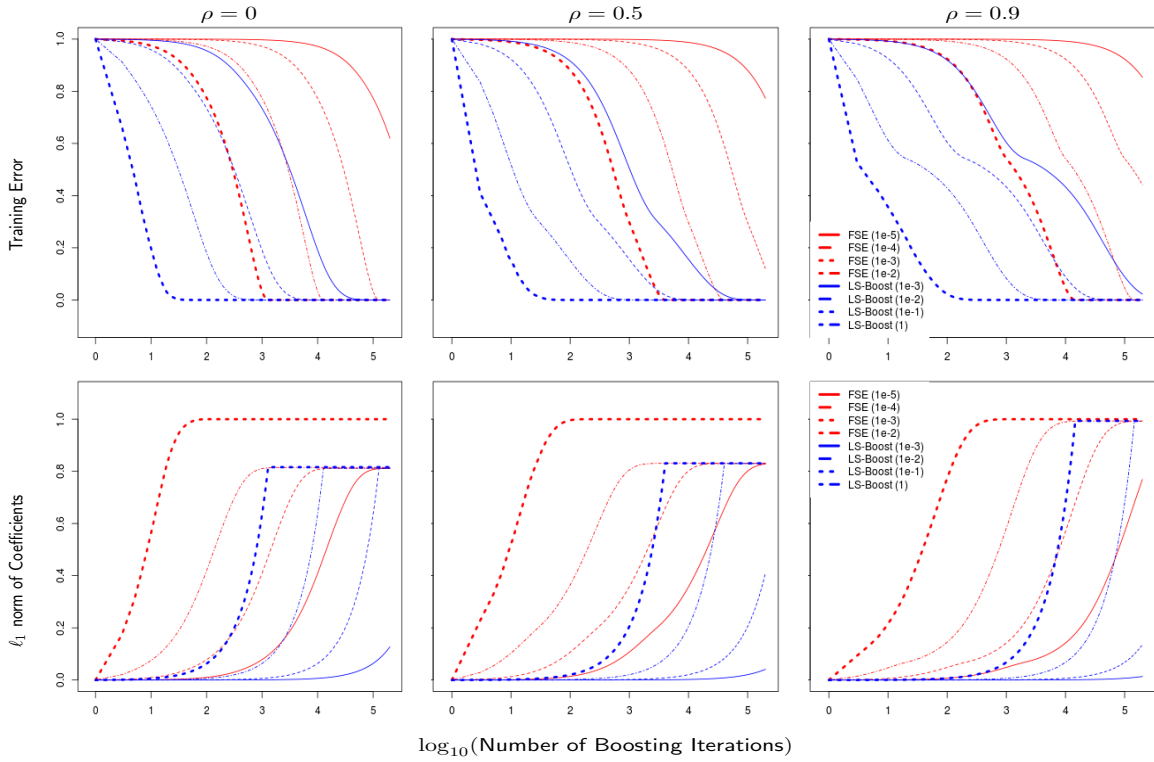 ρ = 0 ρ = 0.5 ρ = 0.9
Training Error
1.0
0.8
0.6
0.4
0.2
0.0
FSE (1e-5)
FSE (1e-4)
FSE (1e-3)
FSE (1e-2)
LS-Boost (1e-3)
LS-Boost (1e-2)
LS-Boost (1e-1)
LS-Boost (1)
0 1 2 3 4 5 0 1 2 3 4 5 0 1 2 3 4 5
ℓ1 norm of Coefficients
1.0
0.8
0.6
0.4
0.2
0.0
FSE (1e-5)
FSE (1e-4)
FSE (1e-3)
FSE (1e-2)
LS-Boost (1e-3)
LS-Boost (1e-2)
LS-Boost (1e-1)
LS-Boost (1)
0 1 2 3 4 5 0 1 2 3 4 5 0 1 2 3 4 5
log10(Number of Boosting Iterations)